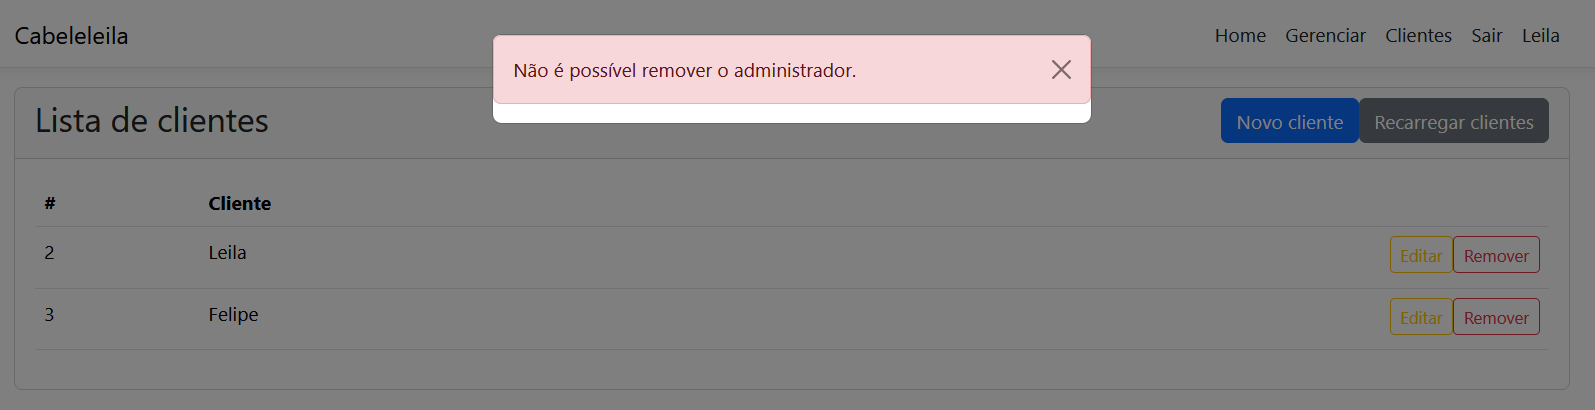 Cabeleleila
Home Gerenciar Clientes Sair Leila
Não é possível remover o administrador.
Lista de clientes
Novo cliente Recarregar clientes
# Cliente
2 Leila Editar Remover
3 Felipe Editar Remover